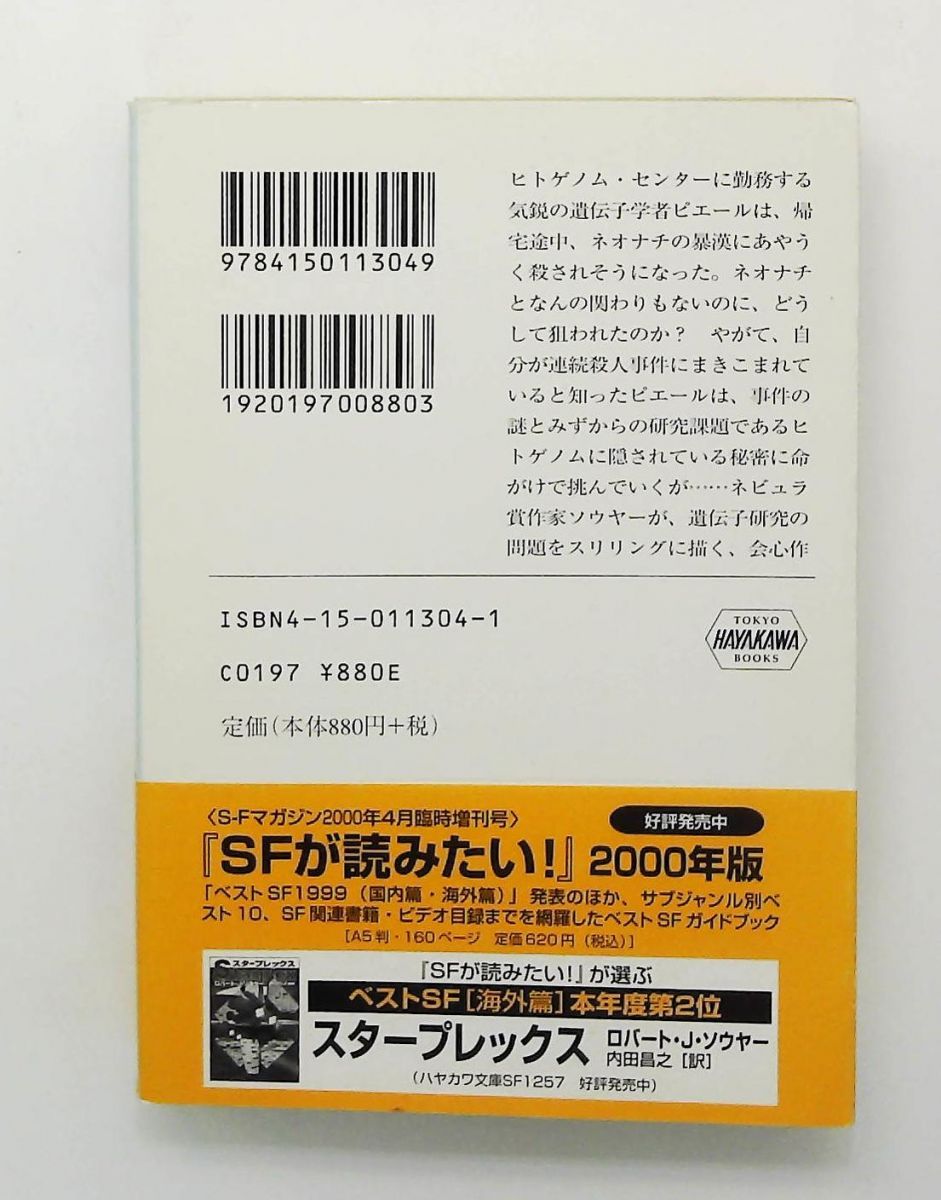 9784150113049
1920197008803
ヒトゲノム・センターに勤務する
気鋭の遺伝子学者ピエールは、帰
宅途中、ネオナチの暴漢にあやう
く殺されそうになった。ネオナチ
となんの関わりもないのに、どう
して狙われたのか？　やがて、自
分が連続殺人事件にまきこまれて
いると知ったピエールは、事件の
謎とみずからの研究課題であるヒ
トゲノムに隠されている秘密に命
がけで挑んでいくが……ネビュラ
賞作家ソウヤーが、遺伝子研究の
問題をスリリングに描く、会心作
ISBN4-15-011304-1
C0197 ¥880E
定価(本体880円+税)
TOKYO
HAYAKAWA
BOOKS
〈S-Fマガジン2000年4月臨時増刊号〉
好評発売中
『SFが読みたい！』2000年版
「ベストSF1999（国内篇・海外篇）」発表のほか、サブジャンル別ベ
スト10、SF関連書籍・ビデオ目録までを網羅したベストSFガイドブック
[A5判・160ページ　定価620円（税込）]
スタープレックス
『SFが読みたい！』が選ぶ
ベストSF［海外篇］本年度第2位
スタープレックス
ロバート・J・ソウヤー
内田昌之［訳］
（ハヤカワ文庫SF1257　好評発売中）